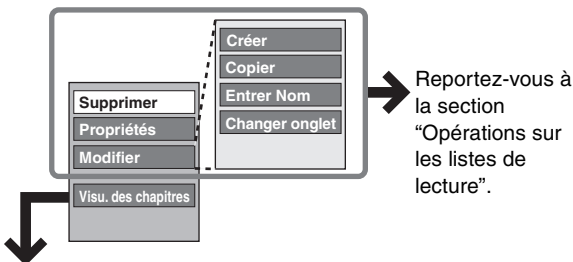 Créer
Copier
Entrer Nom
Changer onglet
Supprimer
Propriétés
Modifier
Visu. des chapitres
Reportez-vous à
la section
“Opérations sur
les listes de
lecture”.